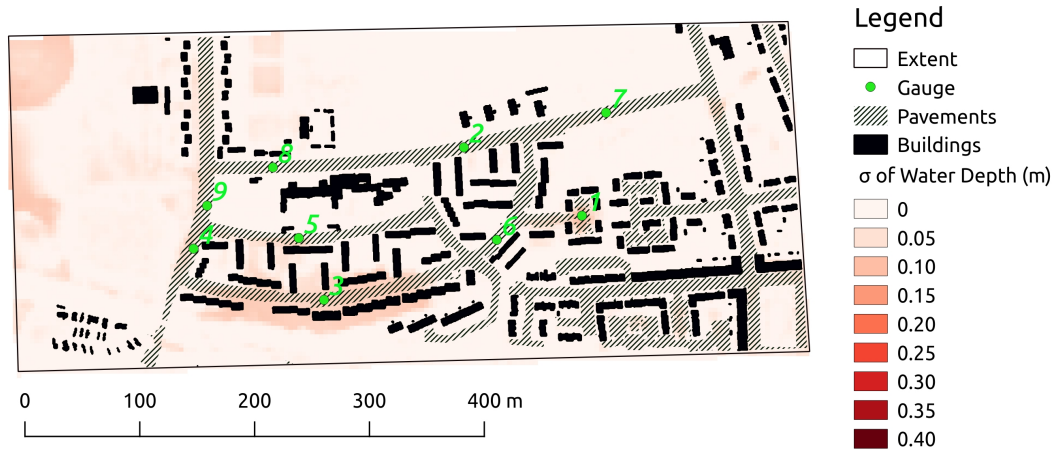 Legend
Extent
Gauge
Pavements
Buildings
σ of Water Depth (m)
0
0.05
0.10
0.15
0.20
0.25
0.30
0.35
0.40
7
2
8
9
1
5
6
4
3
0 100 200 300 400 m